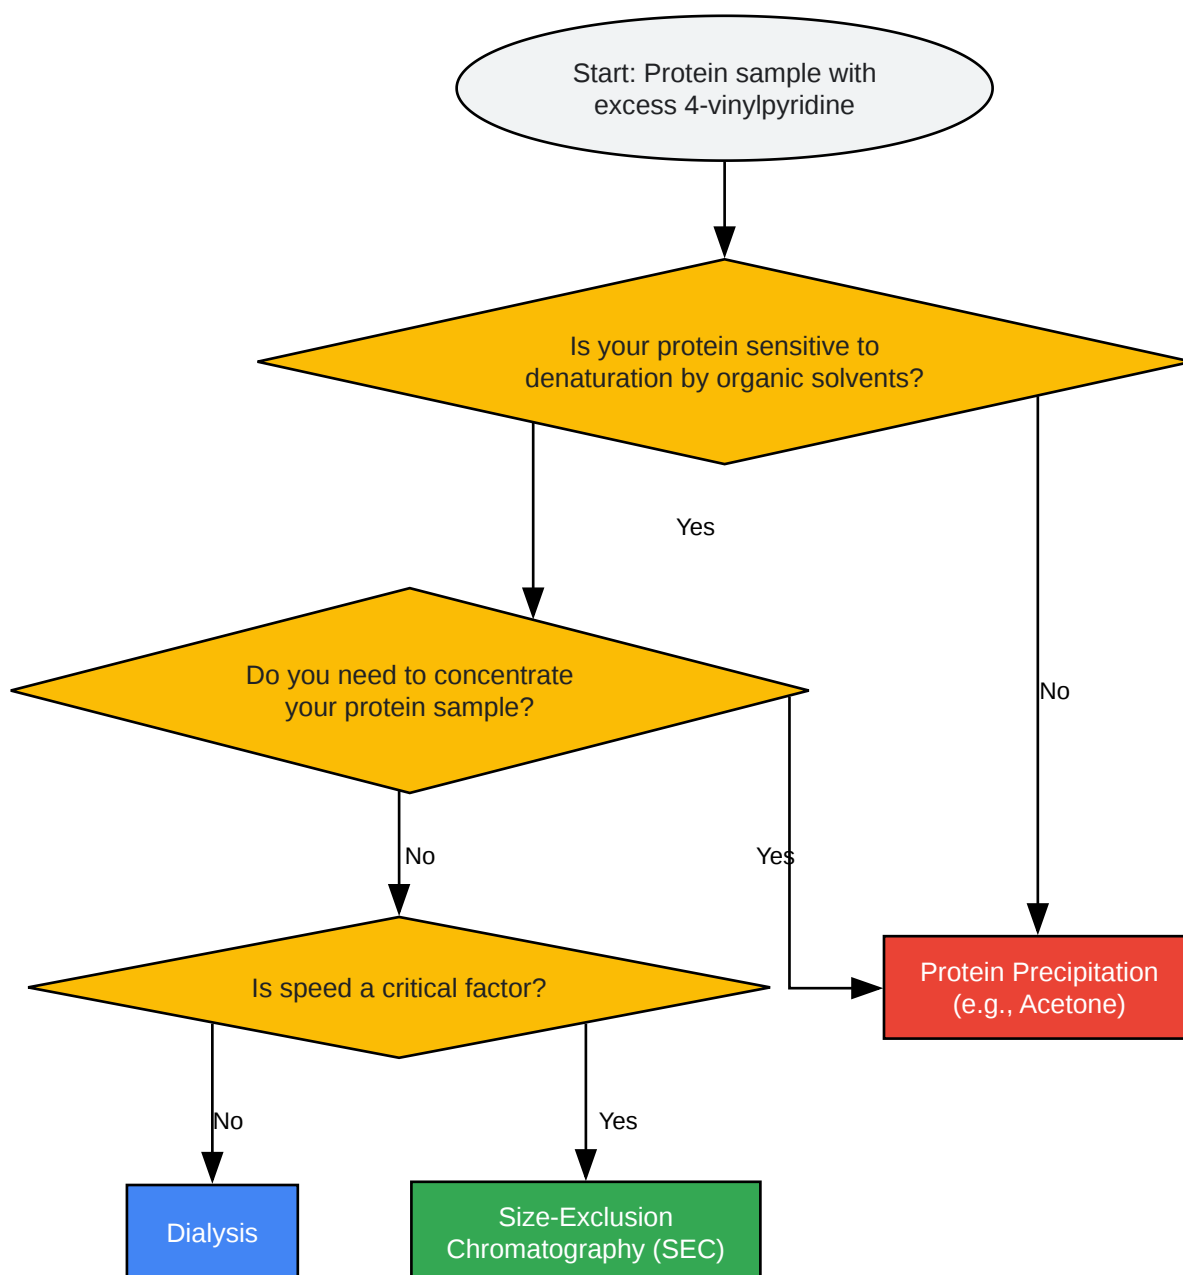 Start: Protein sample with
excess 4-vinylpyridine
Is your protein sensitive to
denaturation by organic solvents?
Yes
Do you need to concentrate
your protein sample?
No
No
Yes
Is speed a critical factor?
Protein Precipitation
(e.g., Acetone)
No
Yes
Dialysis
Size-Exclusion
Chromatography (SEC)